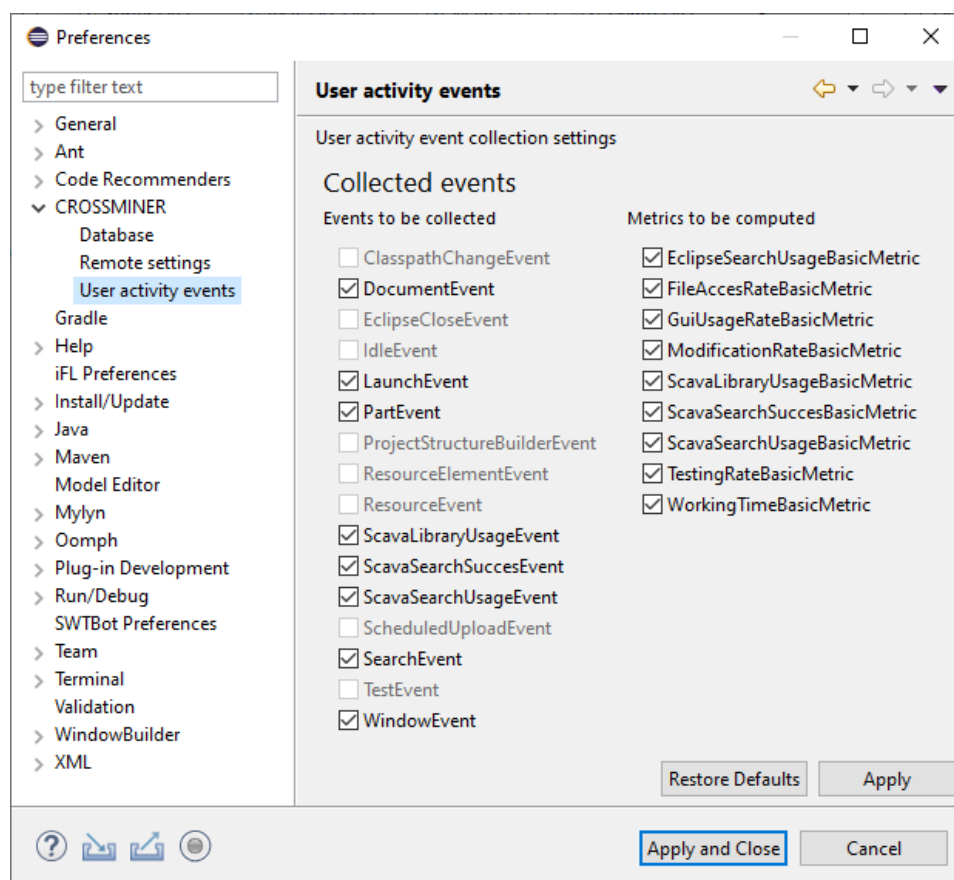 Preferences
type filter text
General
Ant
Code Recommenders
CROSSMINER
Database
Remote settings
User activity events
Gradle
Help
iFL Preferences
Install/Update
Java
Maven
Model Editor
Mylyn
Oomph
Plug-in Development
Run/Debug
SWTBot Preferences
Team
Terminal
Validation
WindowBuilder
XML
User activity events
User activity event collection settings
Collected events
Events to be collected
ClasspathChangeEvent
DocumentEvent
EclipseCloseEvent
IdleEvent
LaunchEvent
PartEvent
ProjectStructureBuilderEvent
ResourceElementEvent
ResourceEvent
ScavaLibraryUsageEvent
ScavaSearchSuccesEvent
ScavaSearchUsageEvent
ScheduledUploadEvent
SearchEvent
TestEvent
WindowEvent
Metrics to be computed
EclipseSearchUsageBasicMetric
FileAccesRateBasicMetric
GuiUsageRateBasicMetric
ModificationRateBasicMetric
ScavaLibraryUsageBasicMetric
ScavaSearchSuccesBasicMetric
ScavaSearchUsageBasicMetric
TestingRateBasicMetric
WorkingTimeBasicMetric
Restore Defaults
Apply
?
Apply and Close
Cancel